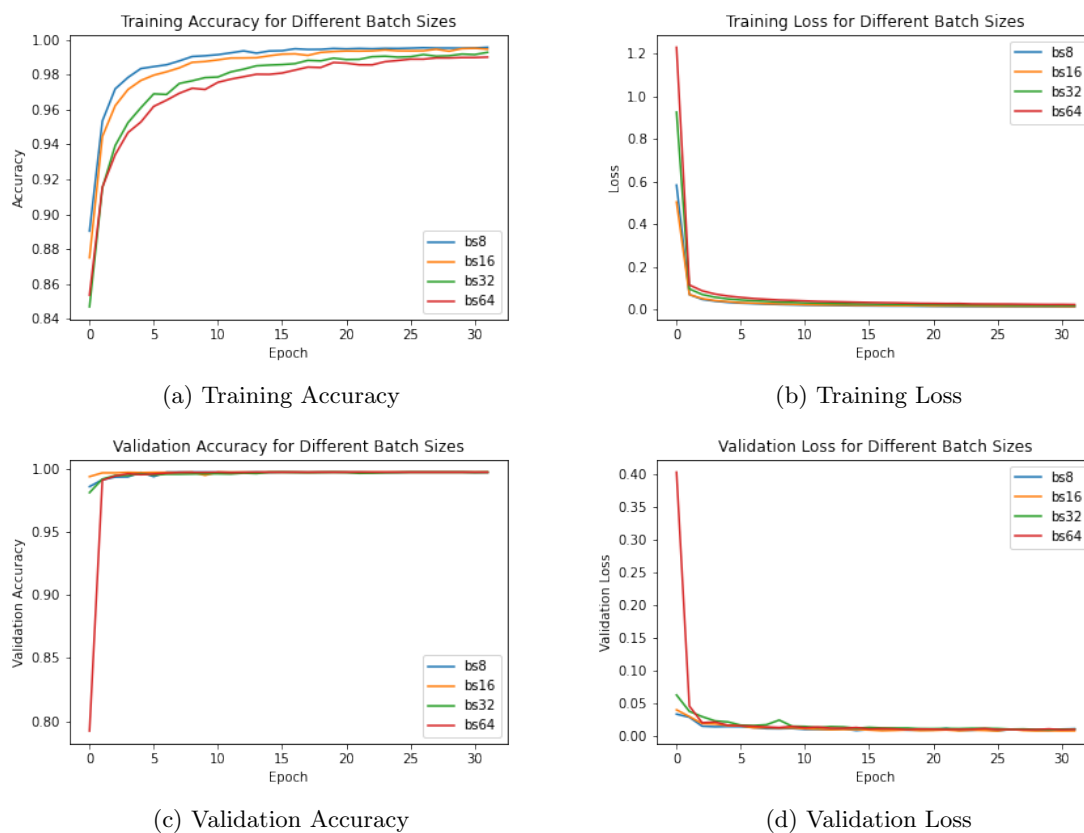 Training Accuracy for Different Batch Sizes
1.00
0.98
0.96
0.94
0.92
0.90
0.88
0.86
0.84
Accuracy
0 5 10 15 20 25 30
Epoch
bs8
bs16
bs32
bs64
(a) Training Accuracy
Training Loss for Different Batch Sizes
1.2
1.0
0.8
0.6
0.4
0.2
0.0
Loss
0 5 10 15 20 25 30
Epoch
bs8
bs16
bs32
bs64
(b) Training Loss
Validation Accuracy for Different Batch Sizes
1.00
0.95
0.90
0.85
0.80
Validation Accuracy
0 5 10 15 20 25 30
Epoch
bs8
bs16
bs32
bs64
(c) Validation Accuracy
Validation Loss for Different Batch Sizes
0.40
0.35
0.30
0.25
0.20
0.15
0.10
0.05
0.00
Validation Loss
0 5 10 15 20 25 30
Epoch
bs8
bs16
bs32
bs64
(d) Validation Loss